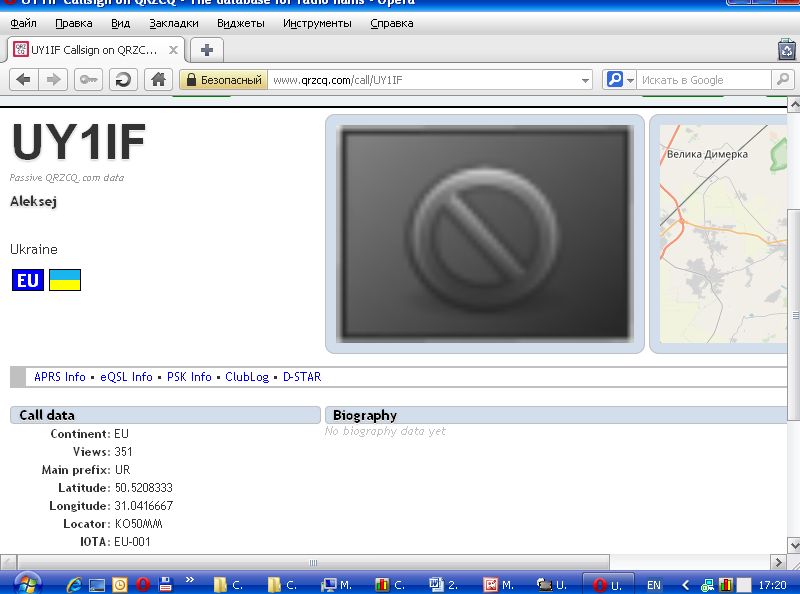 UY1IF Callsign on QRZCQ - The database for radio hams - Opera
Файл Правка Вид Закладки Виджеты Инструменты Справка
QRZ CQ UY1IF Callsign on QRZC...
Безопасный www.qrzcq.com/call/UY1IF Искать в Google
UY1IF
Passive QRZCQ.com data
Aleksej
Ukraine
EU
Велика Димерка
APRS Info • eQSL Info • PSK Info • ClubLog • D-STAR
Call data
Continent: EU
Views: 351
Main prefix: UR
Latitude: 50.5208333
Longitude: 31.0416667
Locator: KO50MM
IOTA: EU-001
Biography
No biography data yet
» С. С. М. С. 2. М. U. U. EN 17:20